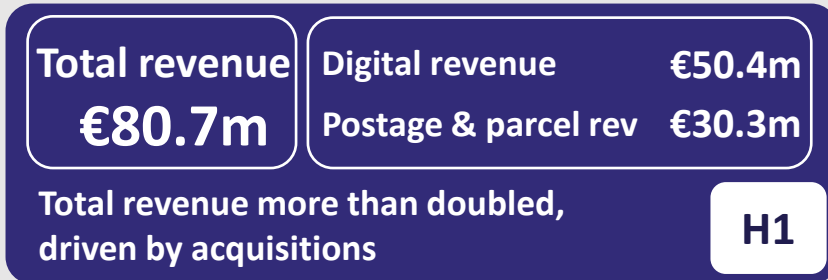 Total revenue
€80.7m
Digital revenue €50.4m
Postage & parcel rev €30.3m
Total revenue more than doubled,
driven by acquisitions
H1